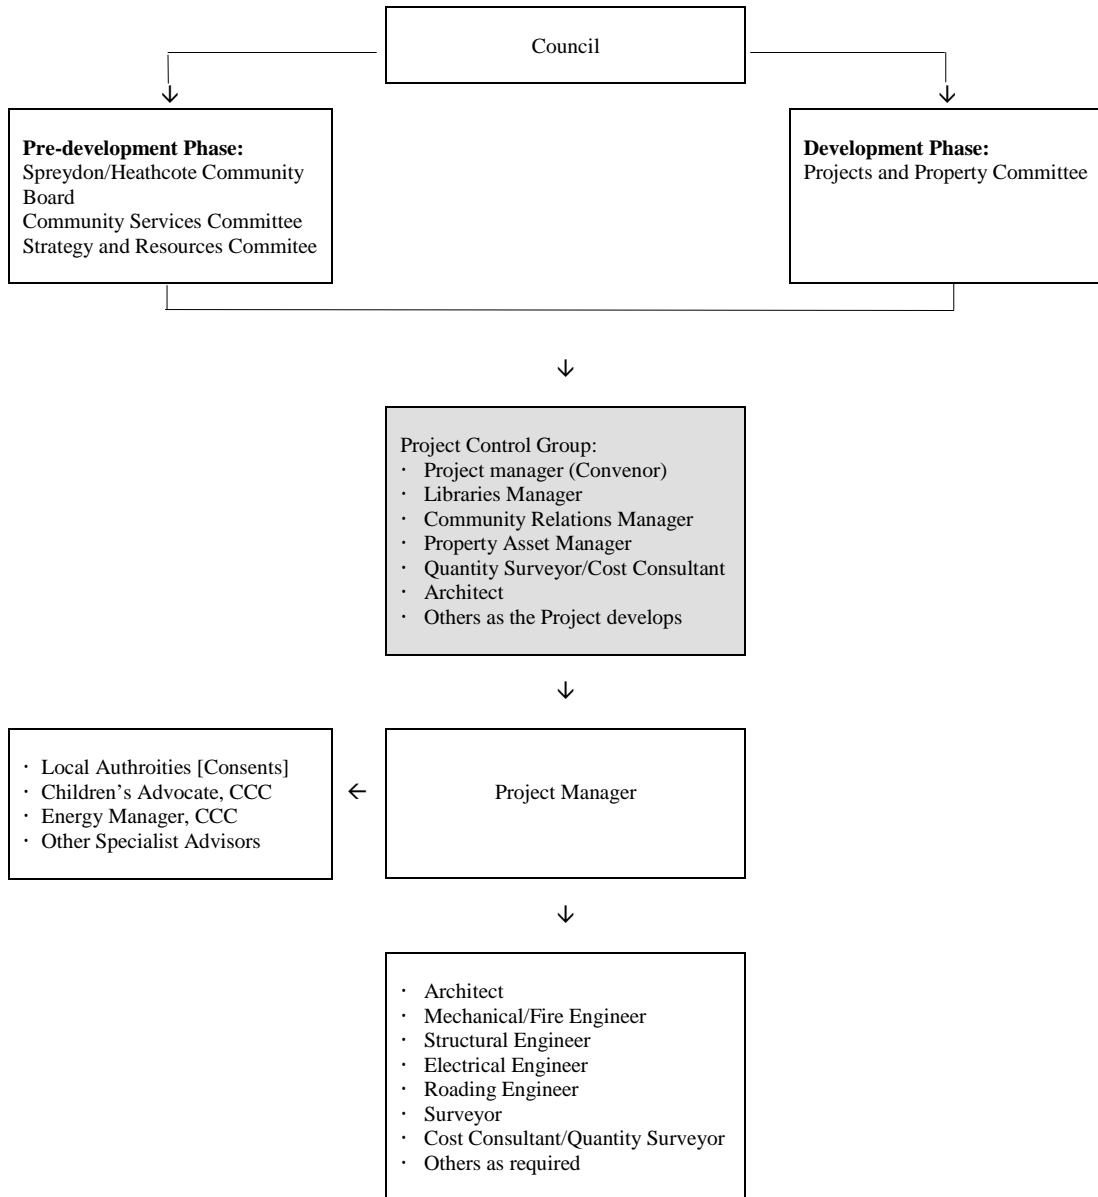 Council
Pre-development Phase:
Spreydon/Heathcote Community
Board
Community Services Committee
Strategy and Resources Commitee
Development Phase:
Projects and Property Committee
Project Control Group:
· Project manager (Convenor)
· Libraries Manager
· Community Relations Manager
· Property Asset Manager
· Quantity Surveyor/Cost Consultant
· Architect
· Others as the Project develops
· Local Authroities [Consents]
· Children’s Advocate, CCC
· Energy Manager, CCC
· Other Specialist Advisors
Project Manager
· Architect
· Mechanical/Fire Engineer
· Structural Engineer
· Electrical Engineer
· Roading Engineer
· Surveyor
· Cost Consultant/Quantity Surveyor
· Others as required